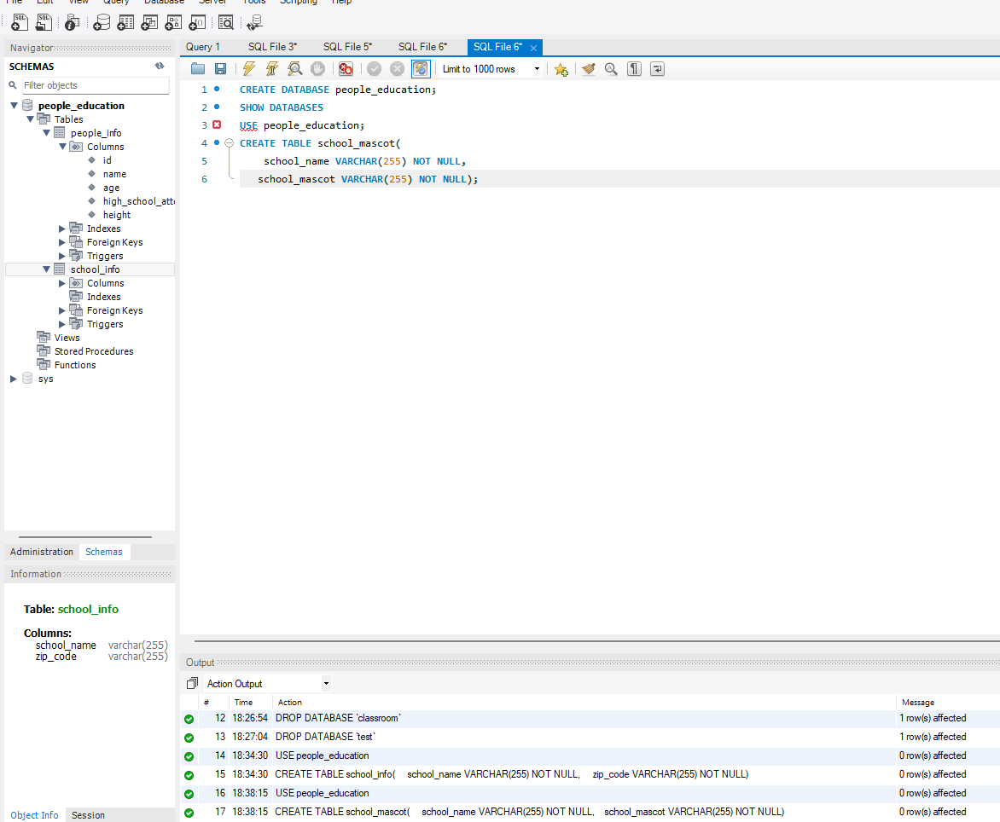 File Edit View Query Database Server Tools Scripting Help
Navigator
SCHEMAS
Filter objects
people_education
Tables
people_info
Columns
id
name
age
high_school_atte
height
Indexes
Foreign Keys
Triggers
school_info
Columns
Indexes
Foreign Keys
Triggers
Views
Stored Procedures
Functions
sys
Administration Schemas
Information
Table: school_info
Columns:
school_name varchar(255)
zip_code varchar(255)
Object Info Session
Query 1 SQL File 3* SQL File 5* SQL File 6* SQL File 6*
Limit to 1000 rows
1 CREATE DATABASE people_education;
2 SHOW DATABASES
3 USE people_education;
4 CREATE TABLE school_mascot(
5 school_name VARCHAR(255) NOT NULL,
6 school_mascot VARCHAR(255) NOT NULL);
Output
Action Output
# Time Action Message
12 18:26:54 DROP DATABASE `classroom` 1 row(s) affected
13 18:27:04 DROP DATABASE `test` 1 row(s) affected
14 18:34:30 USE people_education 0 row(s) affected
15 18:34:30 CREATE TABLE school_info( school_name VARCHAR(255) NOT NULL, zip_code VARCHAR(255) NOT NULL) 0 row(s) affected
16 18:38:15 USE people_education 0 row(s) affected
17 18:38:15 CREATE TABLE school_mascot( school_name VARCHAR(255) NOT NULL, school_mascot VARCHAR(255) NOT NULL) 0 row(s) affected